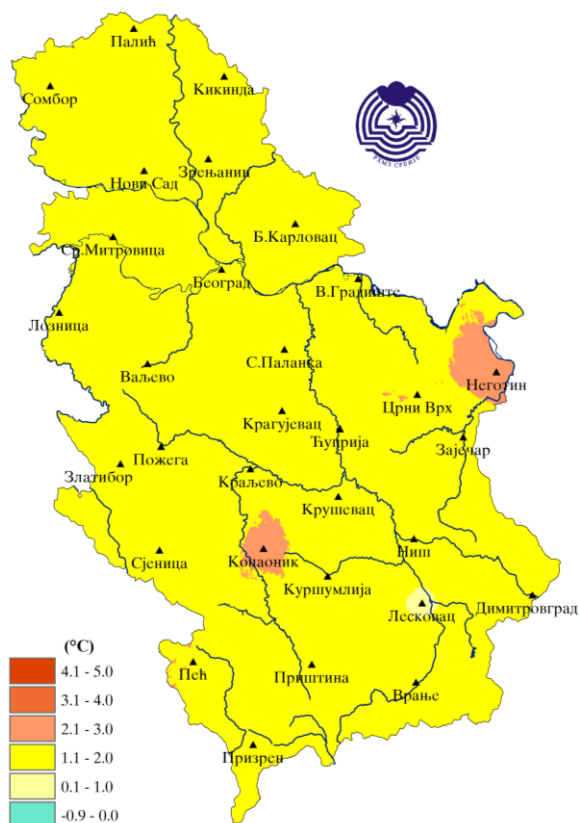 Палић
Кикинда
Сомбор
Зрењанин
Нови Сад
РХМЗ СРБИЈЕ
Б.Карловац
Ср.Митровица
Београд
В.Градиште
Лозница
С.Паланка
Ваљево
Неготин
Црни Врх
Крагујевац
Ћуприја
Зајечар
Пожега
Златибор
Краљево
Крушевац
Ниш
Копаоник
Сјеница
Куршумлија
Димитровград
Лесковац
(°C)
4.1 - 5.0
Пећ
Приштина
3.1 - 4.0
Врање
2.1 - 3.0
1.1 - 2.0
Призрен
0.1 - 1.0
-0.9 - 0.0